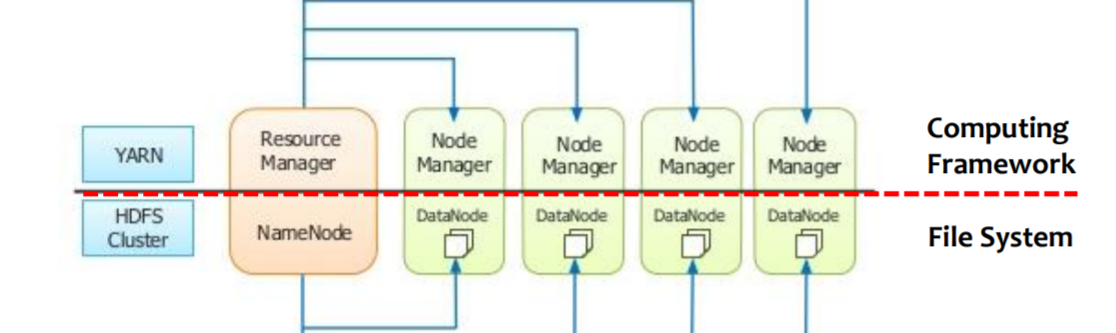 YARN
Resource
Manager
Node
Manager
Node
Manager
Node
Manager
Node
Manager
Computing
Framework
HDFS
Cluster
NameNode
DataNode
DataNode
DataNode
DataNode
File System